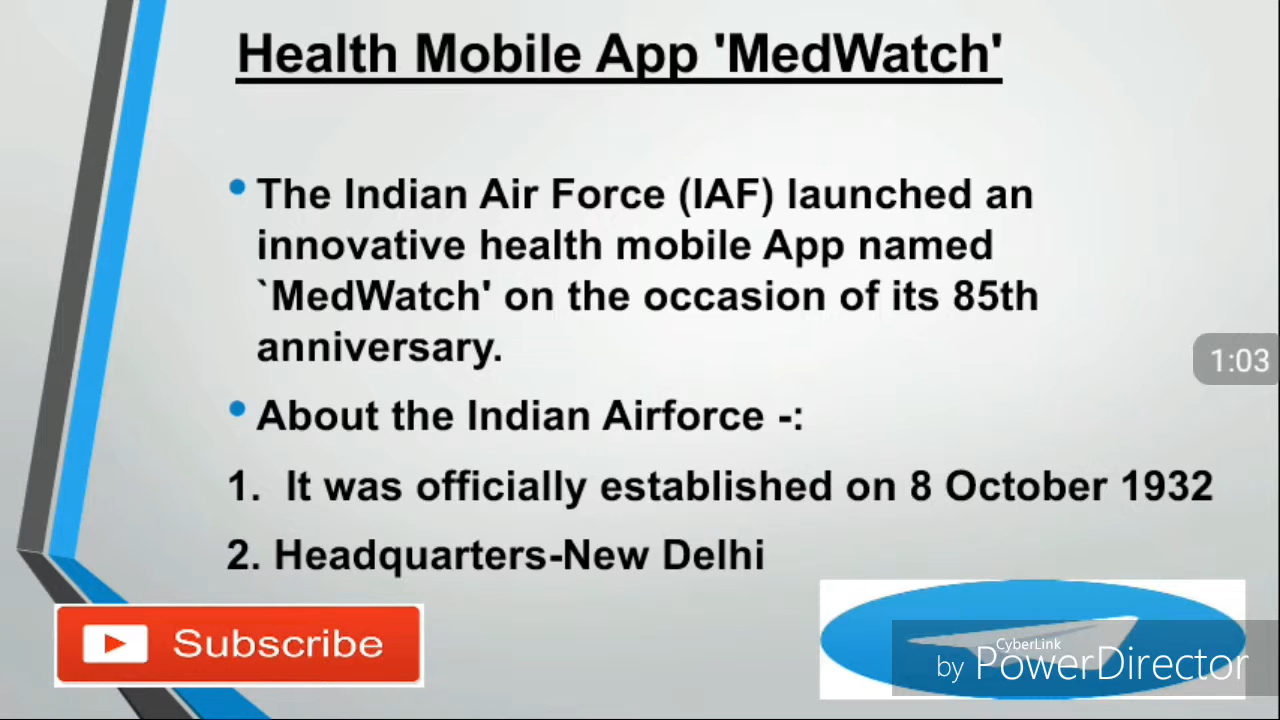 Health Mobile App 'MedWatch'
• The Indian Air Force (IAF) launched an
innovative health mobile App named
`MedWatch' on the occasion of its 85th
anniversary.
1:03
• About the Indian Airforce -:
1. It was officially established on 8 October 1932
2. Headquarters-New Delhi
Subscribe
CyberLink
by PowerDirector